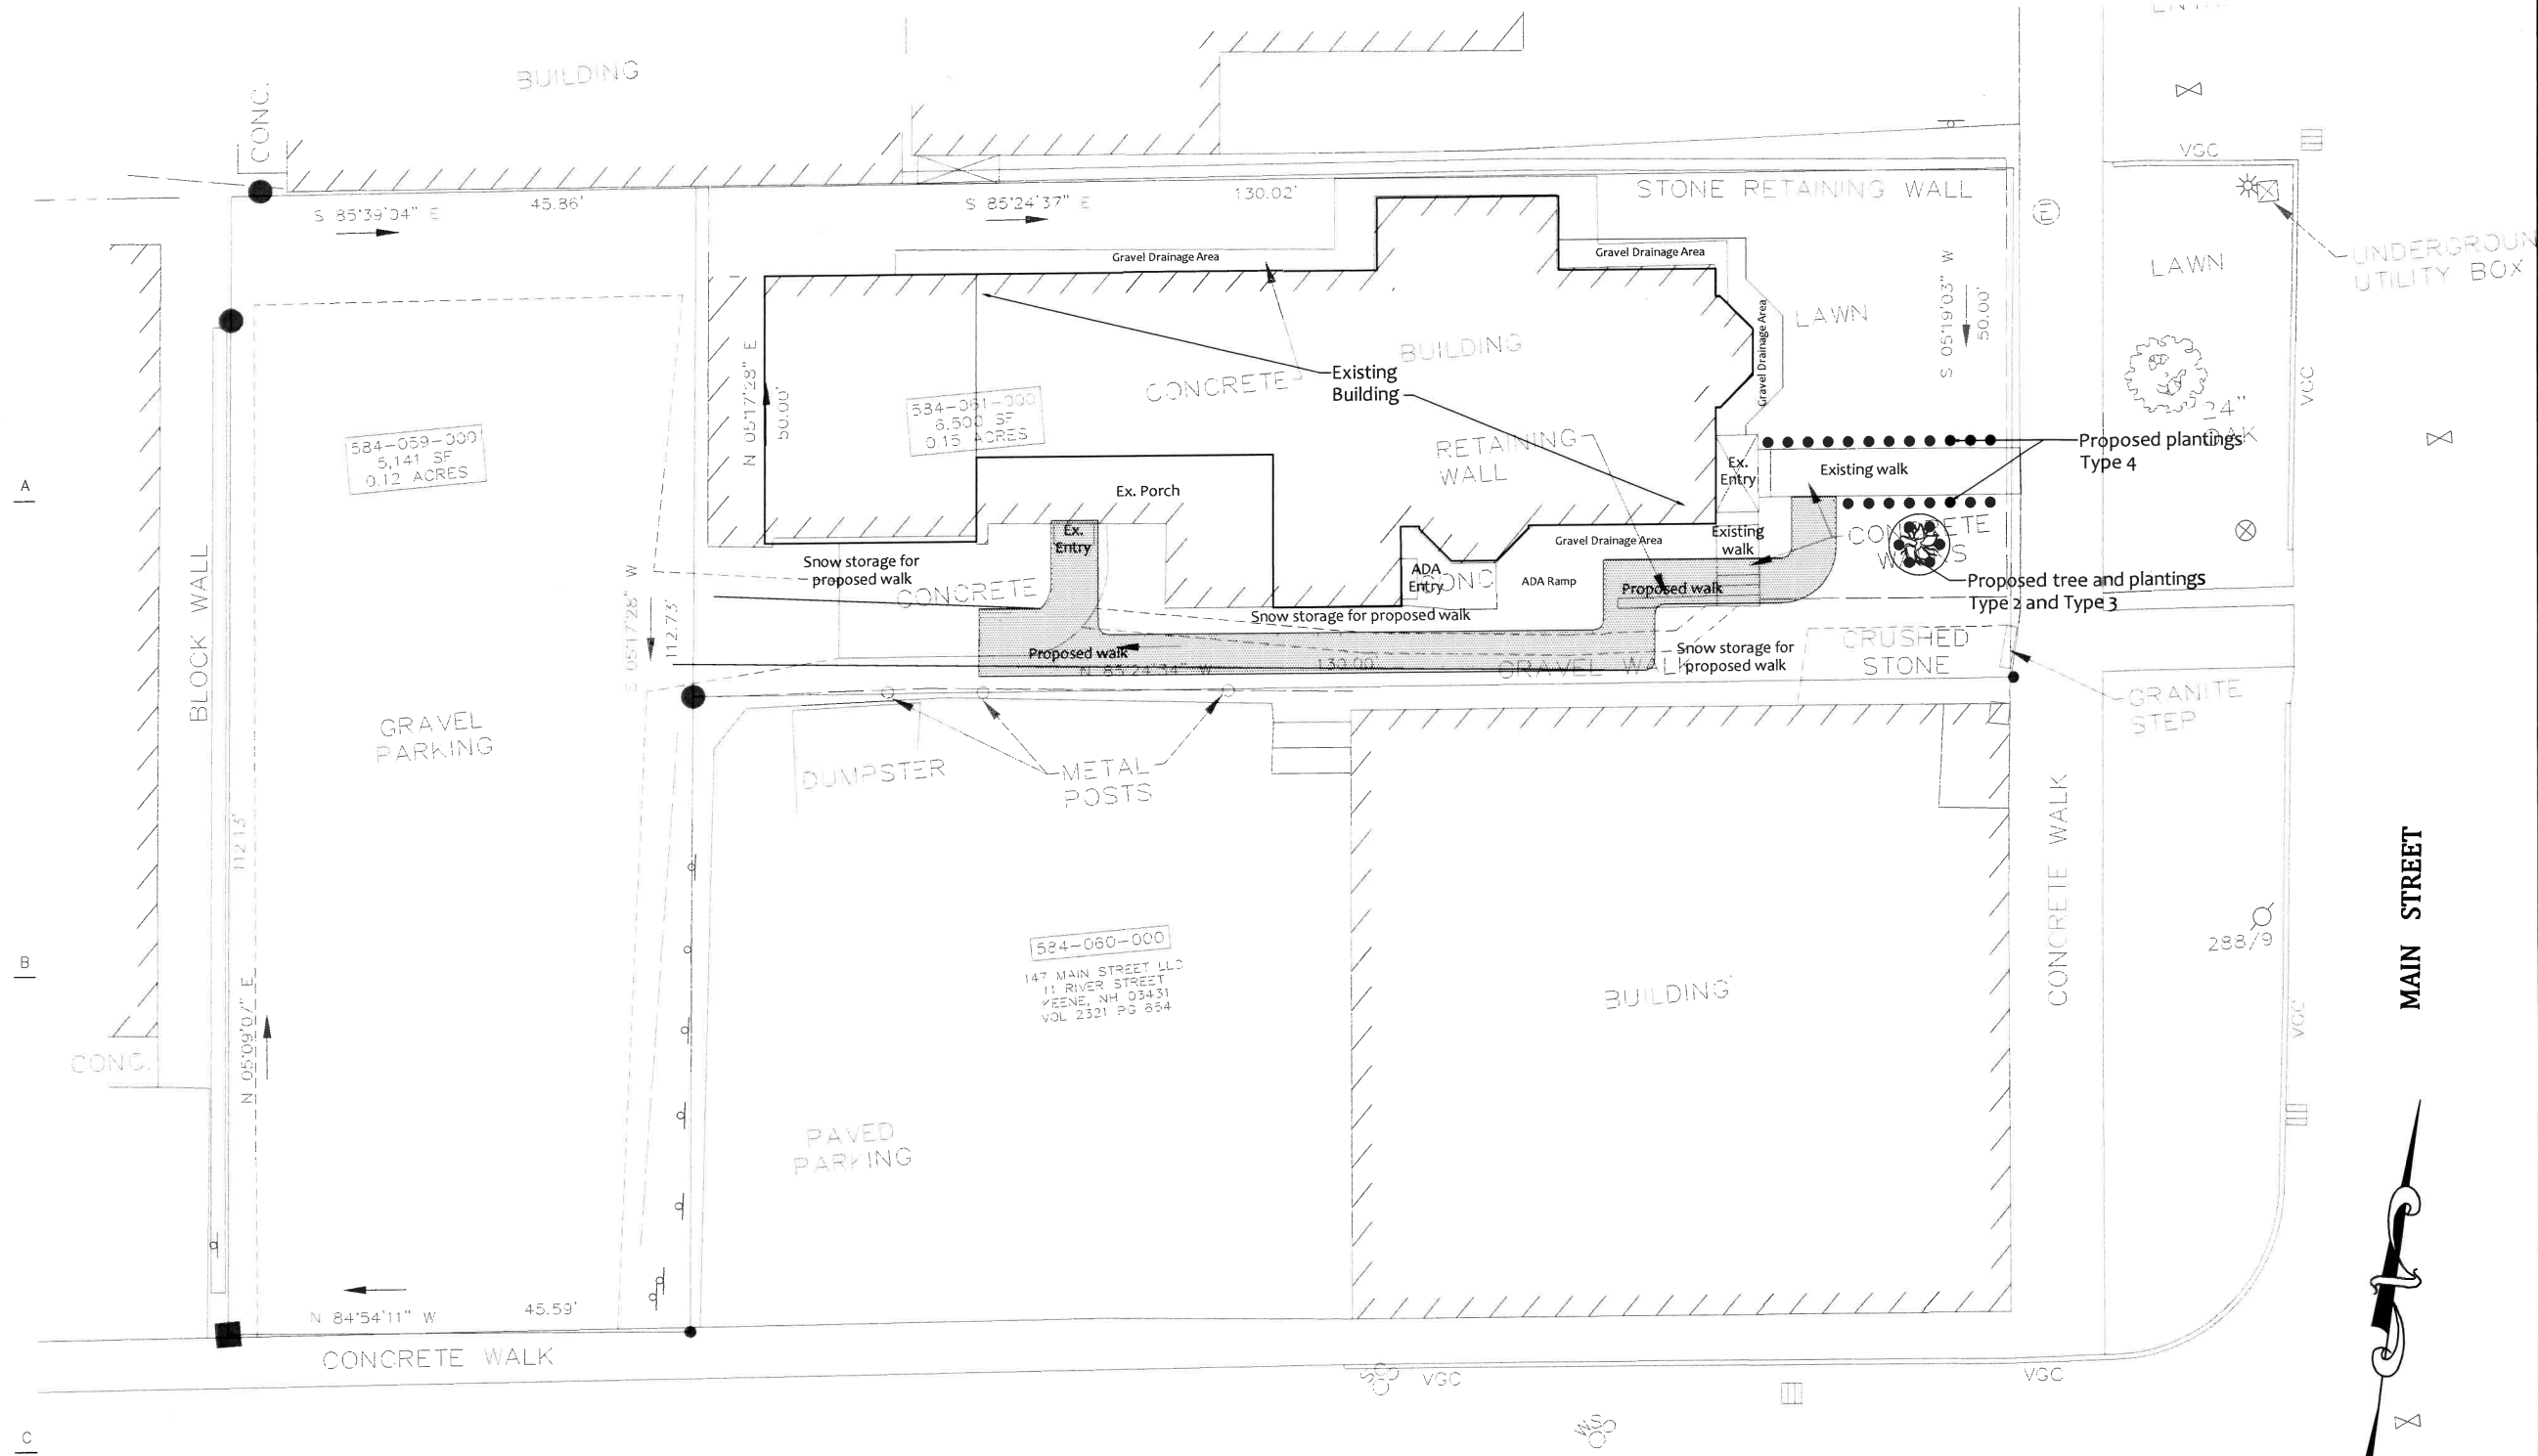 BUILDING
CONC.
VGC
S 85°39'04" E
45.86'
S 85°24'37" E
130.02'
STONE RETAINING WALL
LAWN
UNDERGROUN
UTILITY BOX
Gravel Drainage Area
Gravel Drainage Area
Gravel Drainage Area
LAWN
S 05°19'03" W
50.00'
VGC
24"
OAK
N 05°17'28" E
50.00'
BUILDING
CONCRETE
Existing
Building
584-061-000
6,500 SF
0.15 ACRES
584-059-000
5,141 SF
0.12 ACRES
RETAINING
WALL
Ex.
Entry
Existing walk
Proposed plantings
Type 4
A
Ex. Porch
Ex.
Entry
Existing
walk
CONCRETE
WALKS
Gravel Drainage Area
Snow storage for
proposed walk
CONCRETE
ADA
Entry
CONC
ADA Ramp
Proposed walk
Proposed tree and plantings
Type 2 and Type 3
BLOCK WALL
S 05°17'28" W
112.73'
Snow storage for proposed walk
Proposed walk
N 85°24'34" W
130.00'
GRAVEL WALK
Snow storage for
proposed walk
CRUSHED
STONE
GRANITE
STEP
GRAVEL
PARKING
DUMPSTER
METAL
POSTS
112.13'
CONCRETE WALK
MAIN STREET
584-060-000
147 MAIN STREET LLC
11 RIVER STREET
KEENE, NH 03431
VOL 2321 PG 854
BUILDING
288/9
B
VGC
N 05°09'07" E
CONC.
PAVED
PARKING
N 84°54'11" W
45.59'
CONCRETE WALK
VGC
VGC
C